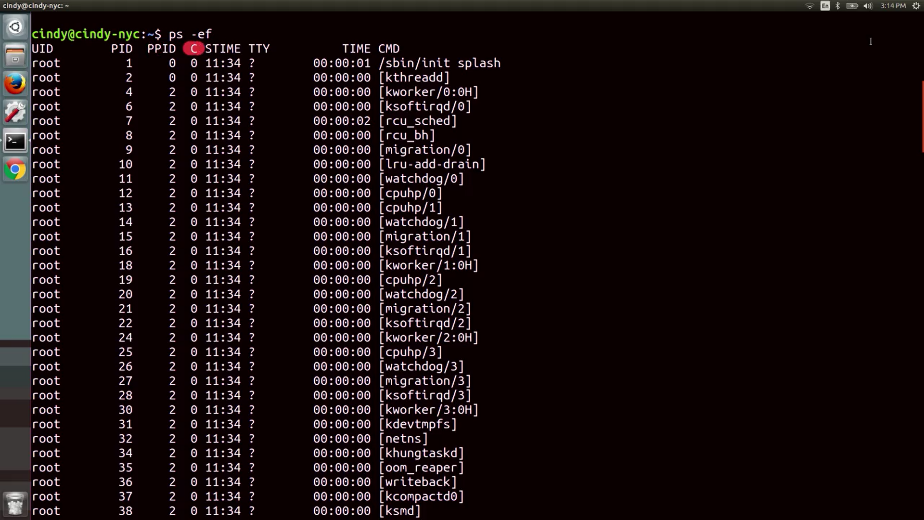 En 3:14 PM
cindy@cindy-nyc:~$ ps -ef
UID PID PPID C STIME TTY TIME CMD
root 1 0 0 11:34 ? 00:00:01 /sbin/init splash
root 2 0 0 11:34 ? 00:00:00 [kthreadd]
root 4 2 0 11:34 ? 00:00:00 [kworker/0:0H]
root 6 2 0 11:34 ? 00:00:00 [ksoftirqd/0]
root 7 2 0 11:34 ? 00:00:02 [rcu_sched]
root 8 2 0 11:34 ? 00:00:00 [rcu_bh]
root 9 2 0 11:34 ? 00:00:00 [migration/0]
root 10 2 0 11:34 ? 00:00:00 [lru-add-drain]
root 11 2 0 11:34 ? 00:00:00 [watchdog/0]
root 12 2 0 11:34 ? 00:00:00 [cpuhp/0]
root 13 2 0 11:34 ? 00:00:00 [cpuhp/1]
root 14 2 0 11:34 ? 00:00:00 [watchdog/1]
root 15 2 0 11:34 ? 00:00:00 [migration/1]
root 16 2 0 11:34 ? 00:00:00 [ksoftirqd/1]
root 18 2 0 11:34 ? 00:00:00 [kworker/1:0H]
root 19 2 0 11:34 ? 00:00:00 [cpuhp/2]
root 20 2 0 11:34 ? 00:00:00 [watchdog/2]
root 21 2 0 11:34 ? 00:00:00 [migration/2]
root 22 2 0 11:34 ? 00:00:00 [ksoftirqd/2]
root 24 2 0 11:34 ? 00:00:00 [kworker/2:0H]
root 25 2 0 11:34 ? 00:00:00 [cpuhp/3]
root 26 2 0 11:34 ? 00:00:00 [watchdog/3]
root 27 2 0 11:34 ? 00:00:00 [migration/3]
root 28 2 0 11:34 ? 00:00:00 [ksoftirqd/3]
root 30 2 0 11:34 ? 00:00:00 [kworker/3:0H]
root 31 2 0 11:34 ? 00:00:00 [kdevtmpfs]
root 32 2 0 11:34 ? 00:00:00 [netns]
root 34 2 0 11:34 ? 00:00:00 [khungtaskd]
root 35 2 0 11:34 ? 00:00:00 [oom_reaper]
root 36 2 0 11:34 ? 00:00:00 [writeback]
root 37 2 0 11:34 ? 00:00:00 [kcompactd0]
root 38 2 0 11:34 ? 00:00:00 [ksmd]